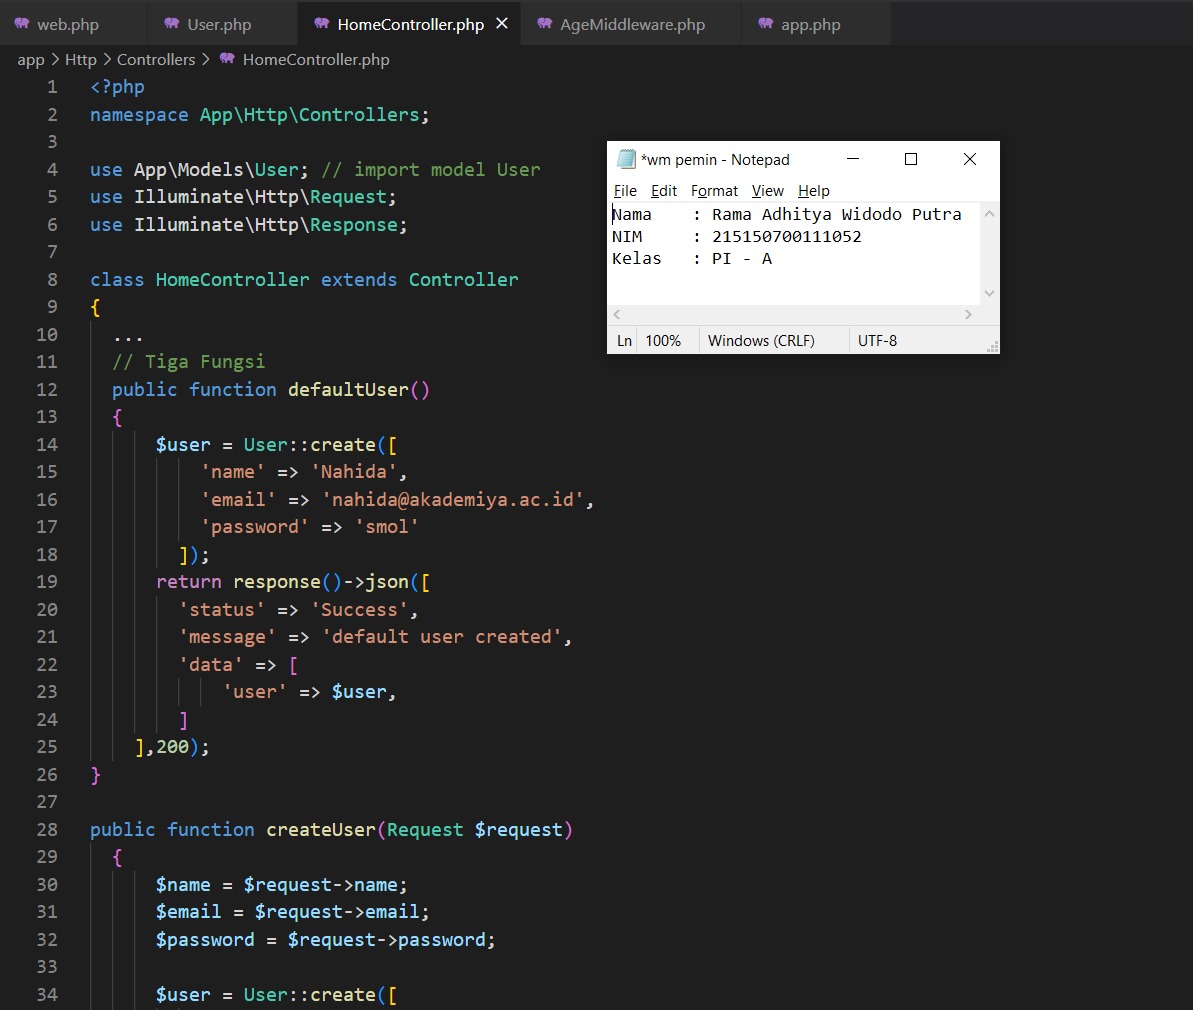 web.php User.php HomeController.php AgeMiddleware.php app.php
app > Http > Controllers > HomeController.php
1 <?php
2 namespace App\Http\Controllers;
3
4 use App\Models\User; // import model User
5 use Illuminate\Http\Request;
6 use Illuminate\Http\Response;
7
8 class HomeController extends Controller
9 {
10 ...
11 // Tiga Fungsi
12 public function defaultUser()
13 {
14 $user = User::create([
15 'name' => 'Nahida',
16 'email' => 'nahida@akademiya.ac.id',
17 'password' => 'smol'
18 ]);
19 return response()->json([
20 'status' => 'Success',
21 'message' => 'default user created',
22 'data' => [
23 'user' => $user,
24 ]
25 ],200);
26 }
27
28 public function createUser(Request $request)
29 {
30 $name = $request->name;
31 $email = $request->email;
32 $password = $request->password;
33
34 $user = User::create([
*wm pemin - Notepad
File Edit Format View Help
Nama : Rama Adhitya Widodo Putra
NIM : 215150700111052
Kelas : PI - A
Ln 100% Windows (CRLF) UTF-8